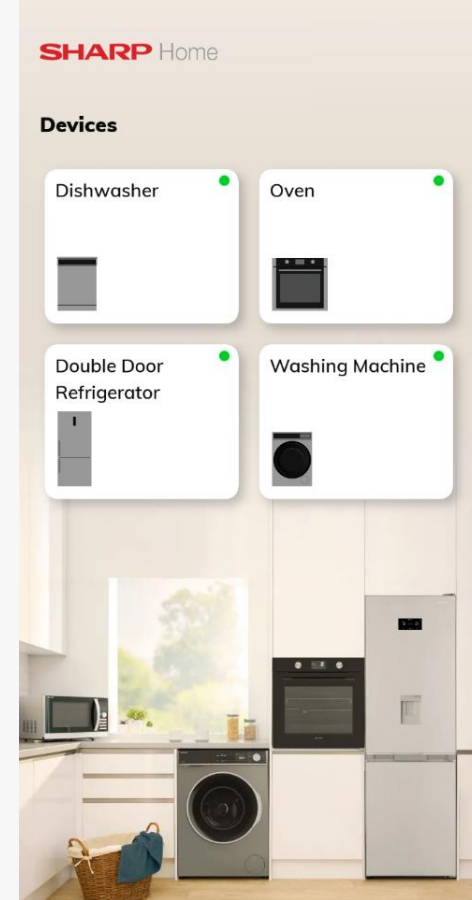 SHARP Home
Devices
Dishwasher
Oven
Double Door
Refrigerator
Washing Machine